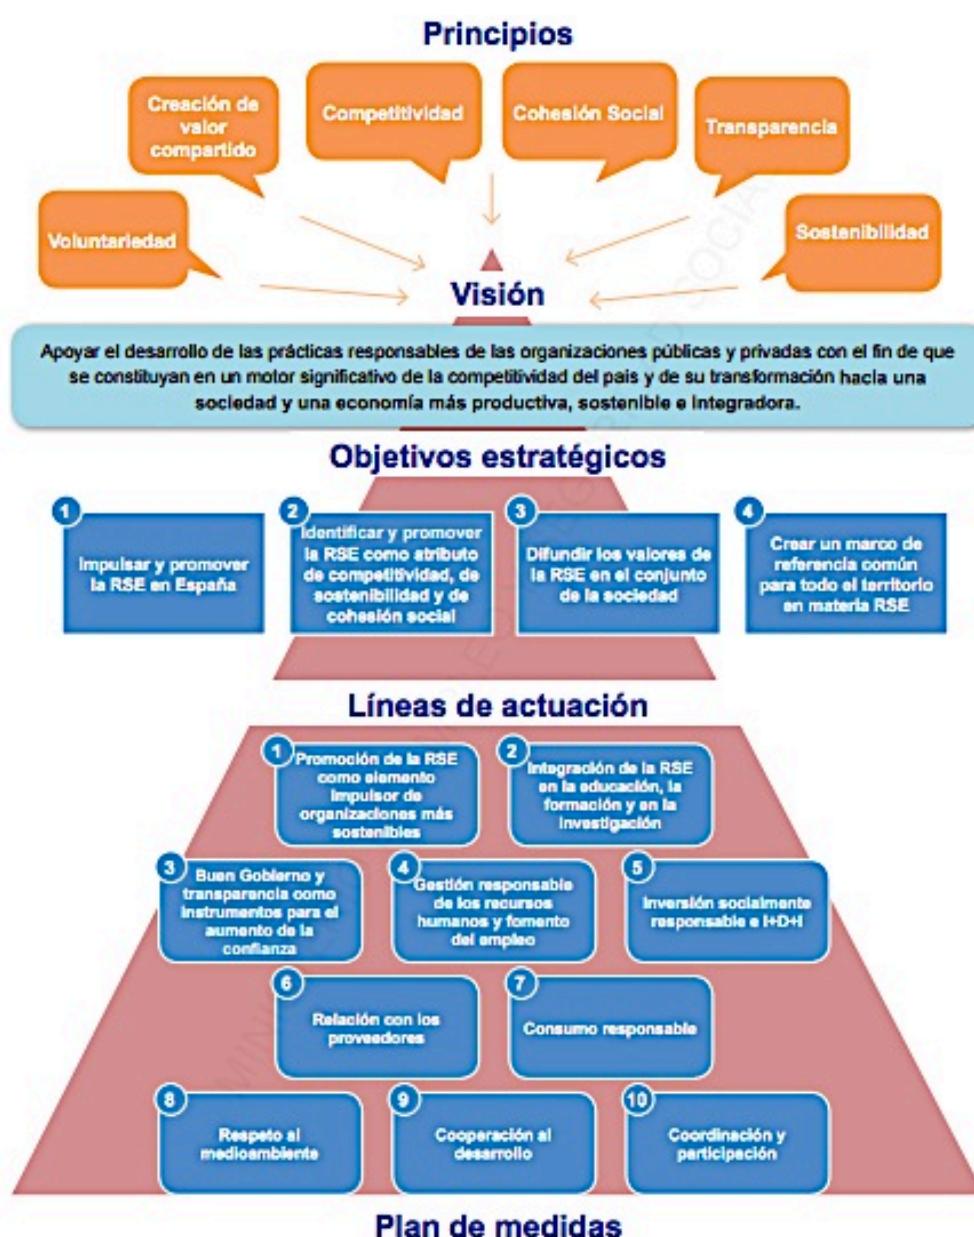 Principios
Creación de
valor
compartido
Competitividad
Cohesión Social
Transparencia
Voluntariedad
Sostenibilidad
Visión
Apoyar el desarrollo de las prácticas responsables de las organizaciones públicas y privadas con el fin de que
se constituyan en un motor significativo de la competitividad del país y de su transformación hacia una
sociedad y una economía más productiva, sostenible e integradora.
Objetivos estratégicos
1
Impulsar y promover
la RSE en España
2
Identificar y promover
la RSE como atributo
de competitividad, de
sostenibilidad y de
cohesión social
3
Difundir los valores de
la RSE en el conjunto
de la sociedad
4
Crear un marco de
referencia común
para todo el territorio
en materia RSE
Líneas de actuación
1
Promoción de la RSE
como elemento
impulsor de
organizaciones más
sostenibles
2
Integración de la RSE
en la educación, la
formación y en la
investigación
3
Buen Gobierno y
transparencia como
instrumentos para el
aumento de la
confianza
4
Gestión responsable
de los recursos
humanos y fomento
del empleo
5
Inversión socialmente
responsable e I+D+I
6
Relación con los
proveedores
7
Consumo responsable
8
Respeto al
medioambiente
9
Cooperación al
desarrollo
10
Coordinación y
participación
Plan de medidas